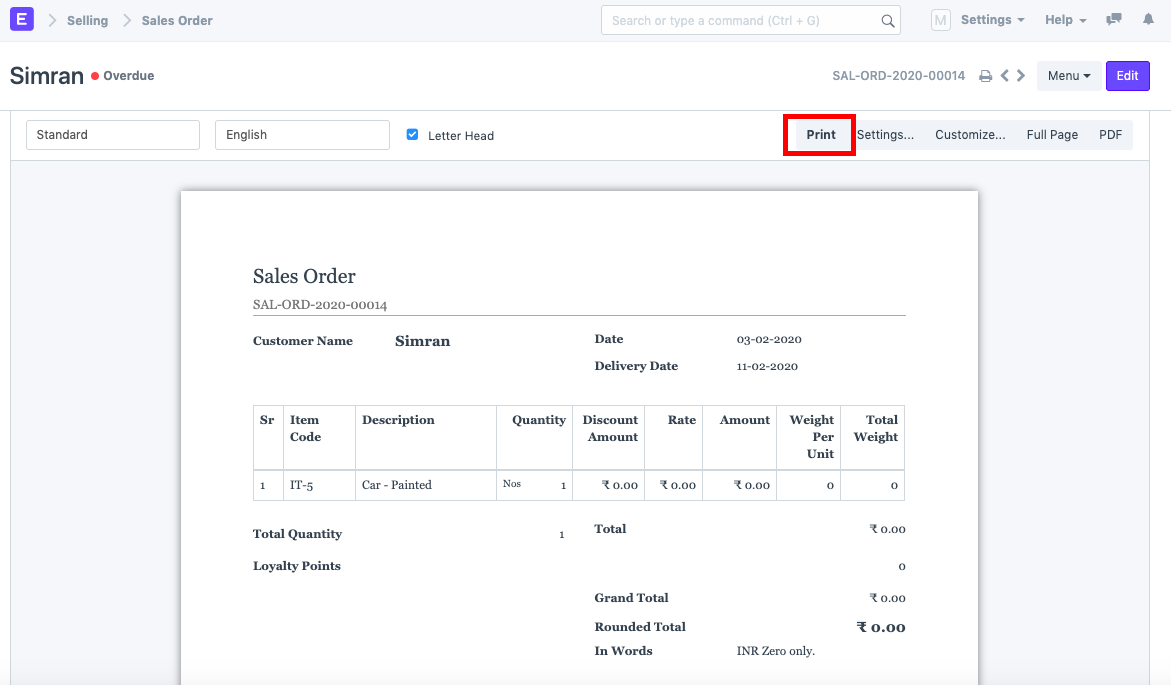 E Selling Sales Order Search or type a command (Ctrl + G) M Settings Help
Simran Overdue SAL-ORD-2020-00014 Menu Edit
Standard English Letter Head Print Settings... Customize... Full Page PDF
Sales Order
SAL-ORD-2020-00014
Customer Name Simran Date 03-02-2020
Delivery Date 11-02-2020
Sr Item Description Quantity Discount Rate Amount Weight Total
Code Amount Per Weight
Unit
1 IT-5 Car - Painted Nos 1 ₹ 0.00 ₹ 0.00 ₹ 0.00 0 0
Total Quantity 1 Total ₹ 0.00
Loyalty Points 0
Grand Total ₹ 0.00
Rounded Total ₹ 0.00
In Words INR Zero only.